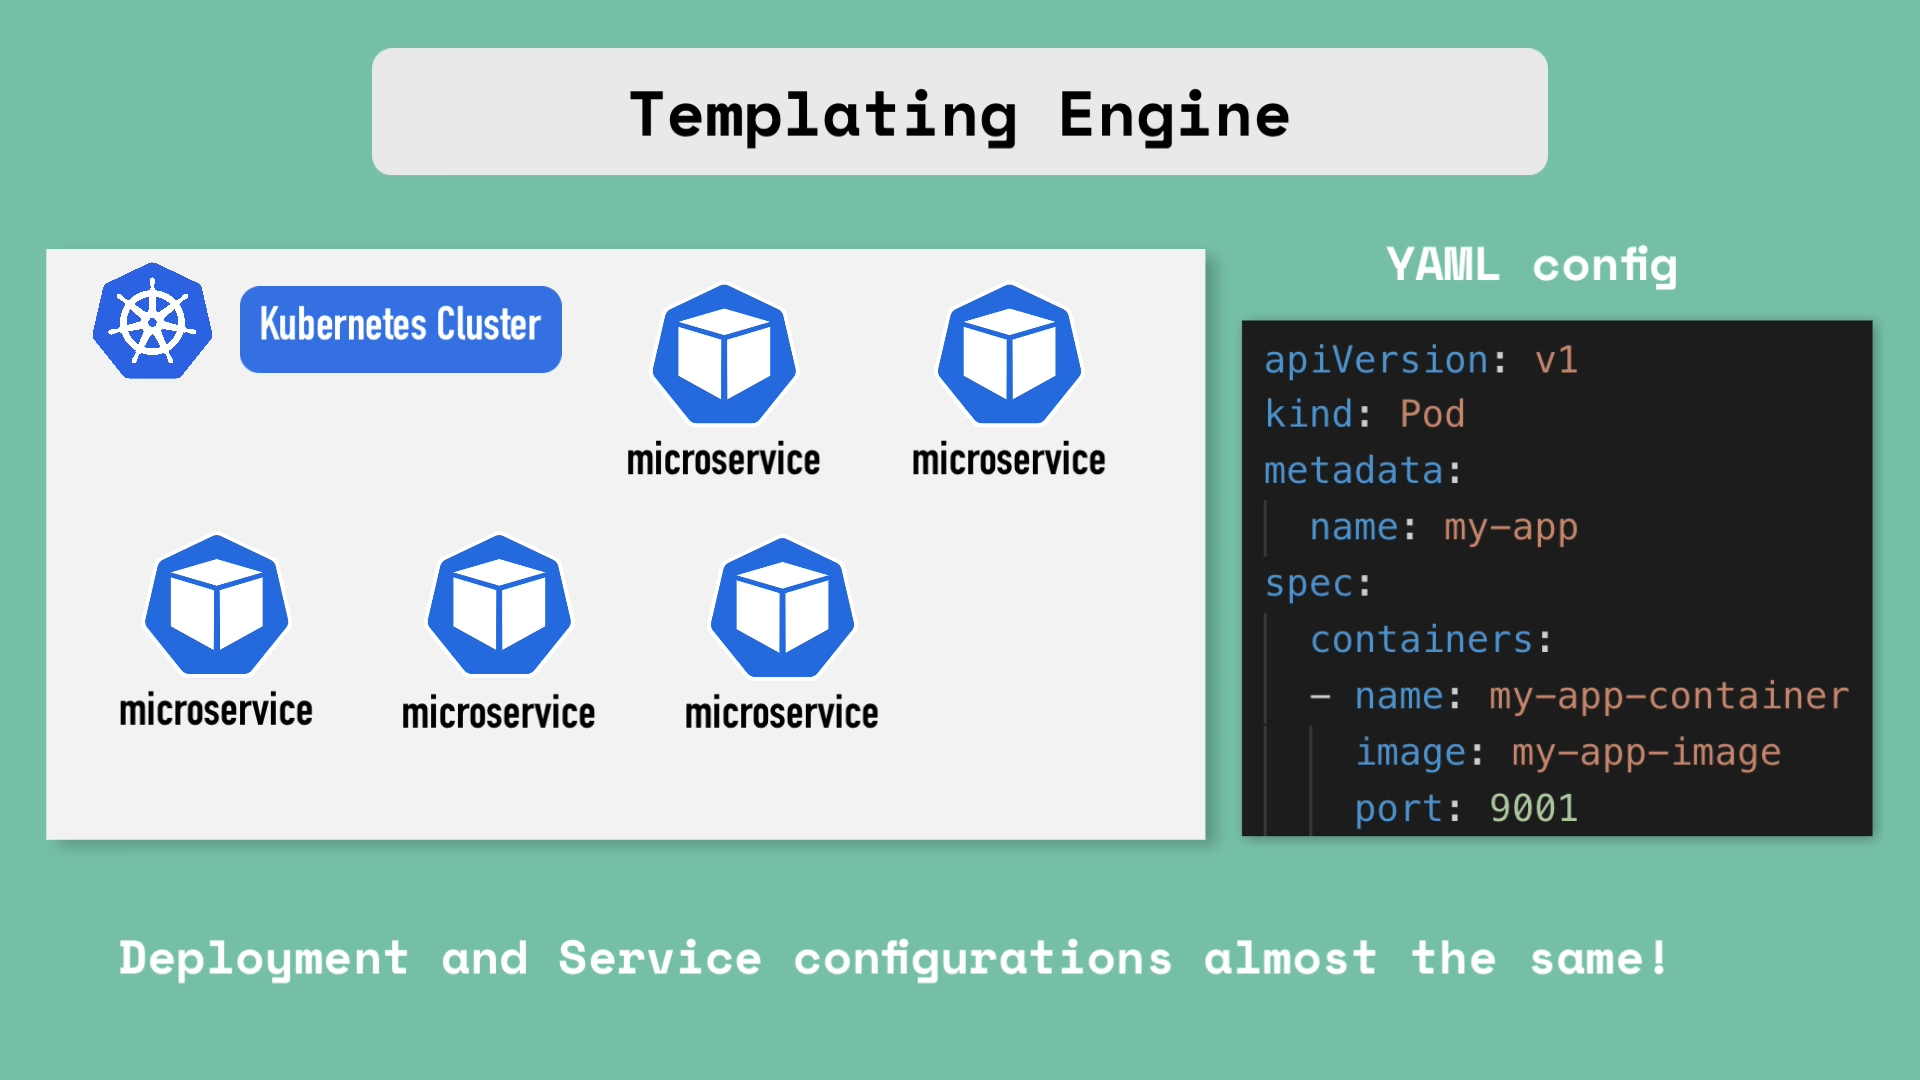 Templating Engine
Kubernetes Cluster
microservice
microservice
microservice
microservice
microservice
YAML config
apiVersion: v1
kind: Pod
metadata:
  name: my-app
spec:
  containers:
  - name: my-app-container
    image: my-app-image
    port: 9001
Deployment and Service configurations almost the same!